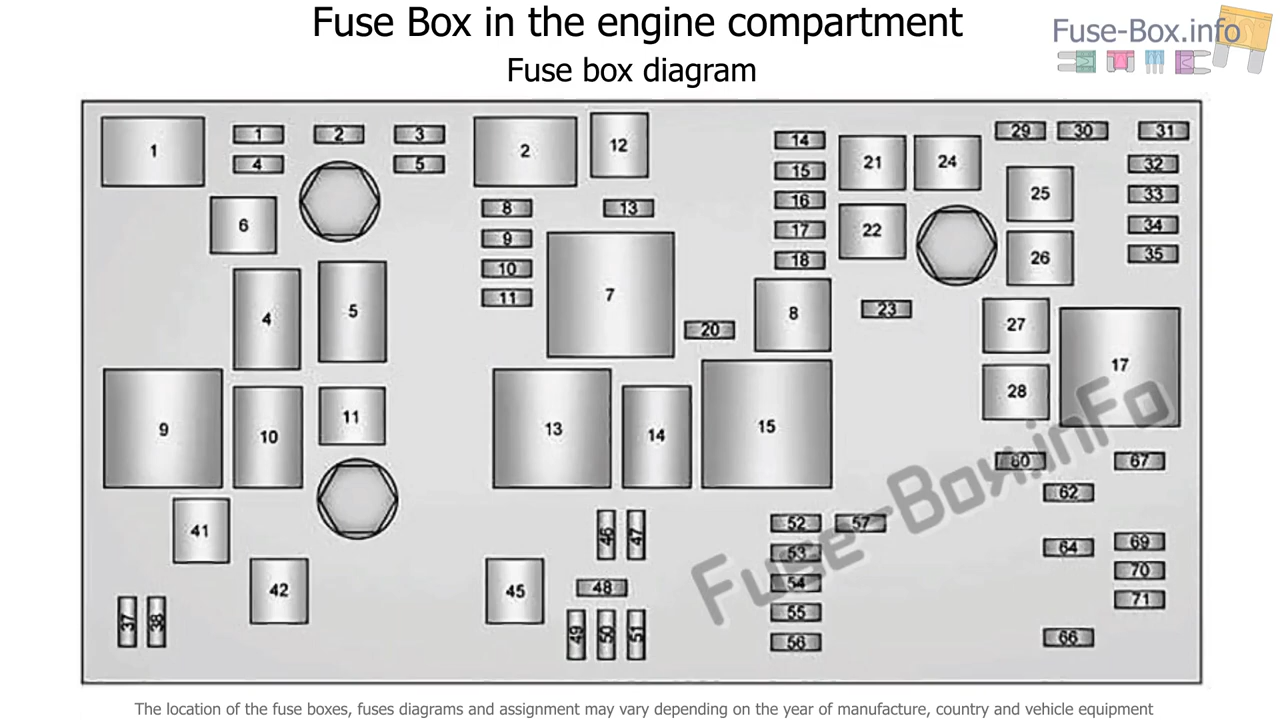 Fuse Box in the engine compartment
Fuse-Box.info
Fuse box diagram
1 1 2 3 2 12 14 21 24 29 30 31
4 5 15 32
6 8 13 16 22 25 33
9 17 34
10 18 26 35
4 5 11 7 20 8 23 27 17
9 10 11 13 14 15 28
60 67
62
41 46 47 52 57
53 64 69
42 45 48 54 70
37 38 49 50 51 55 71
56 66
Fuse-Box.info
The location of the fuse boxes, fuses diagrams and assignment may vary depending on the year of manufacture, country and vehicle equipment